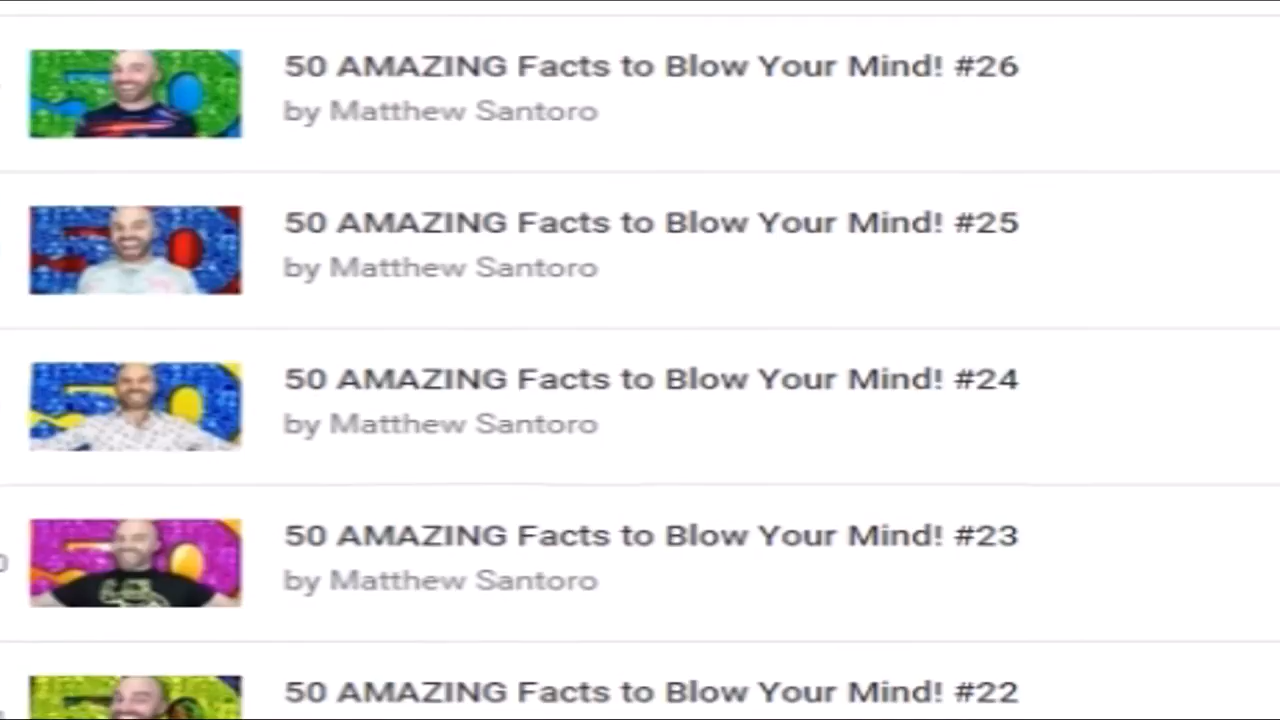 50 AMAZING Facts to Blow Your Mind! #26
by Matthew Santoro
50 AMAZING Facts to Blow Your Mind! #25
by Matthew Santoro
50 AMAZING Facts to Blow Your Mind! #24
by Matthew Santoro
50 AMAZING Facts to Blow Your Mind! #23
by Matthew Santoro
50 AMAZING Facts to Blow Your Mind! #22